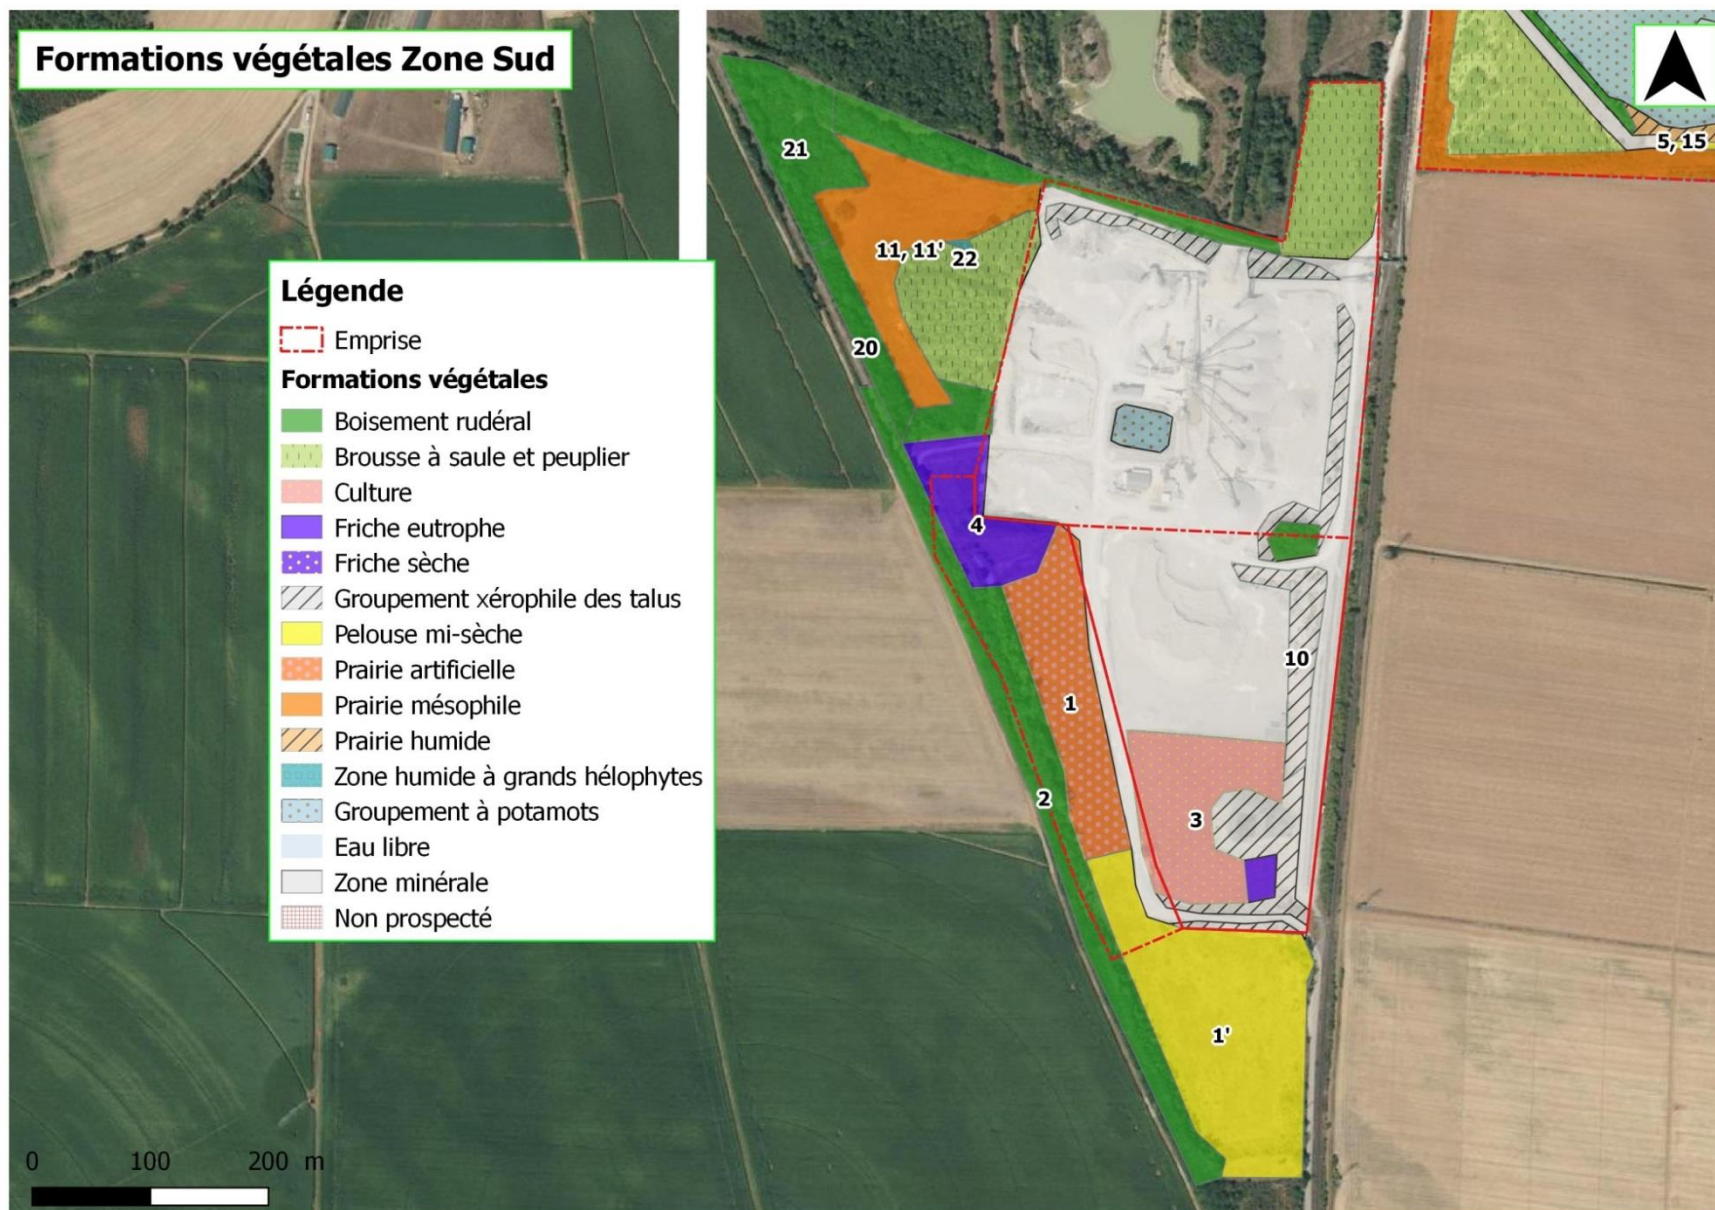 Formations végétales Zone Sud
Légende
Emprise
Formations végétales
Boisement rudéral
Brousse à saule et peuplier
Culture
Friche eutrophe
Friche sèche
Groupement xérophile des talus
Pelouse mi-sèche
Prairie artificielle
Prairie mésophile
Prairie humide
Zone humide à grands hélophytes
Groupement à potamots
Eau libre
Zone minérale
Non prospecté
0 100 200 m
5, 15
21
11, 11'
22
20
4
10
1
2
3
1'